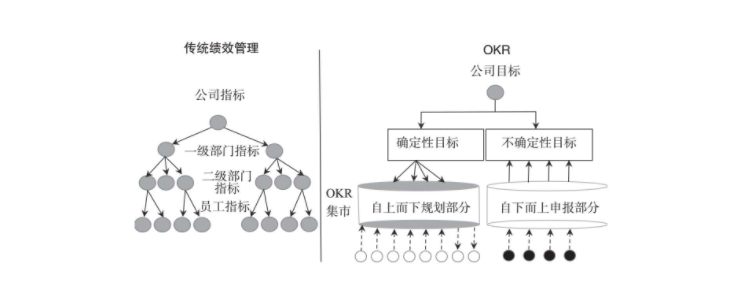 传统绩效管理
公司指标
一级部门指标
二级部门
指标
员工指标
OKR
公司目标
确定性目标
不确定性目标
OKR
集市
自上而下规划部分
自下而上申报部分